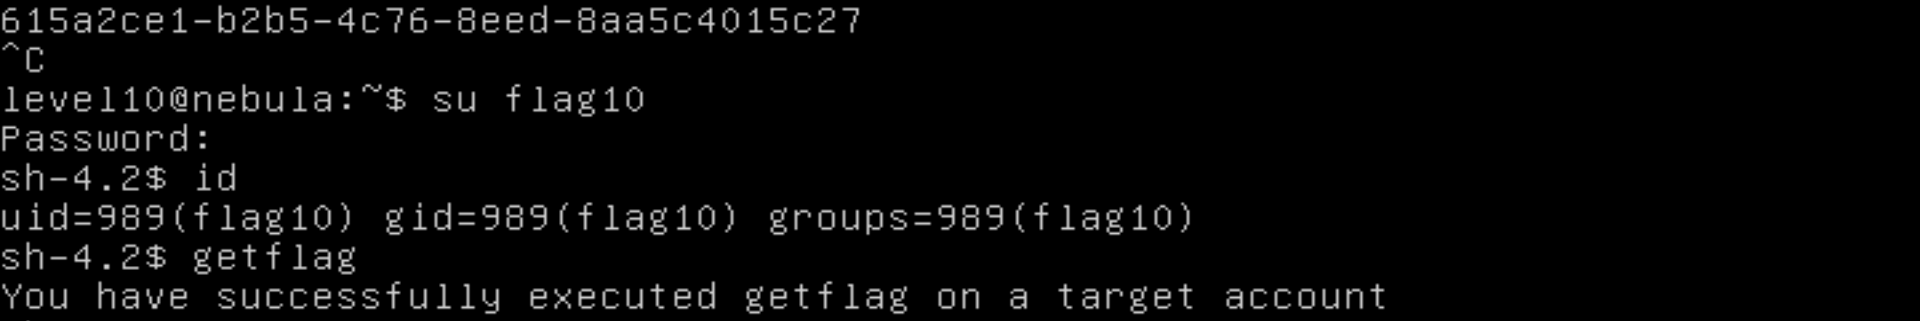 615a2ce1-b2b5-4c76-8eed-8aa5c4015c27
^C
level10@nebula:~$ su flag10
Password:
sh-4.2$ id
uid=989(flag10) gid=989(flag10) groups=989(flag10)
sh-4.2$ getflag
You have successfully executed getflag on a target account